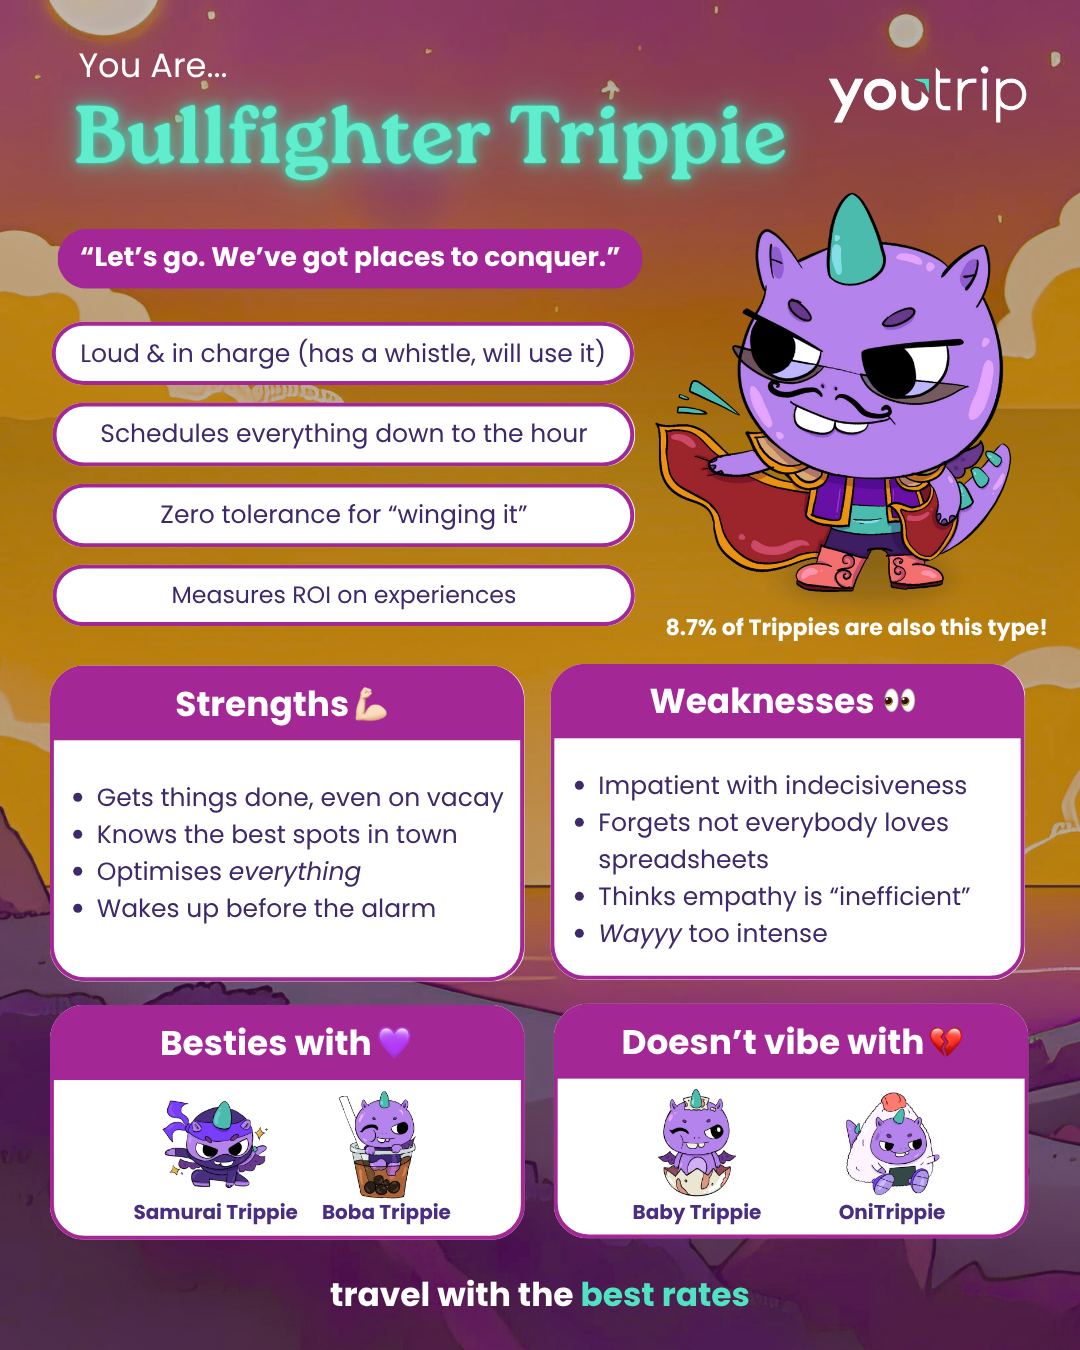 You Are...
youtrip
Bullfighter Trippie
“Let’s go. We’ve got places to conquer.”
Loud & in charge (has a whistle, will use it)
Schedules everything down to the hour
Zero tolerance for “winging it”
Measures ROI on experiences
8.7% of Trippies are also this type!
Strengths💪🏻
Gets things done, even on vacay
Knows the best spots in town
Optimises everything
Wakes up before the alarm
Weaknesses 👀
Impatient with indecisiveness
Forgets not everybody loves
spreadsheets
Thinks empathy is “inefficient”
Wayyy too intense
Besties with💜
Samurai Trippie
Boba Trippie
Doesn’t vibe with💔
Baby Trippie
OniTrippie
travel with the best rates